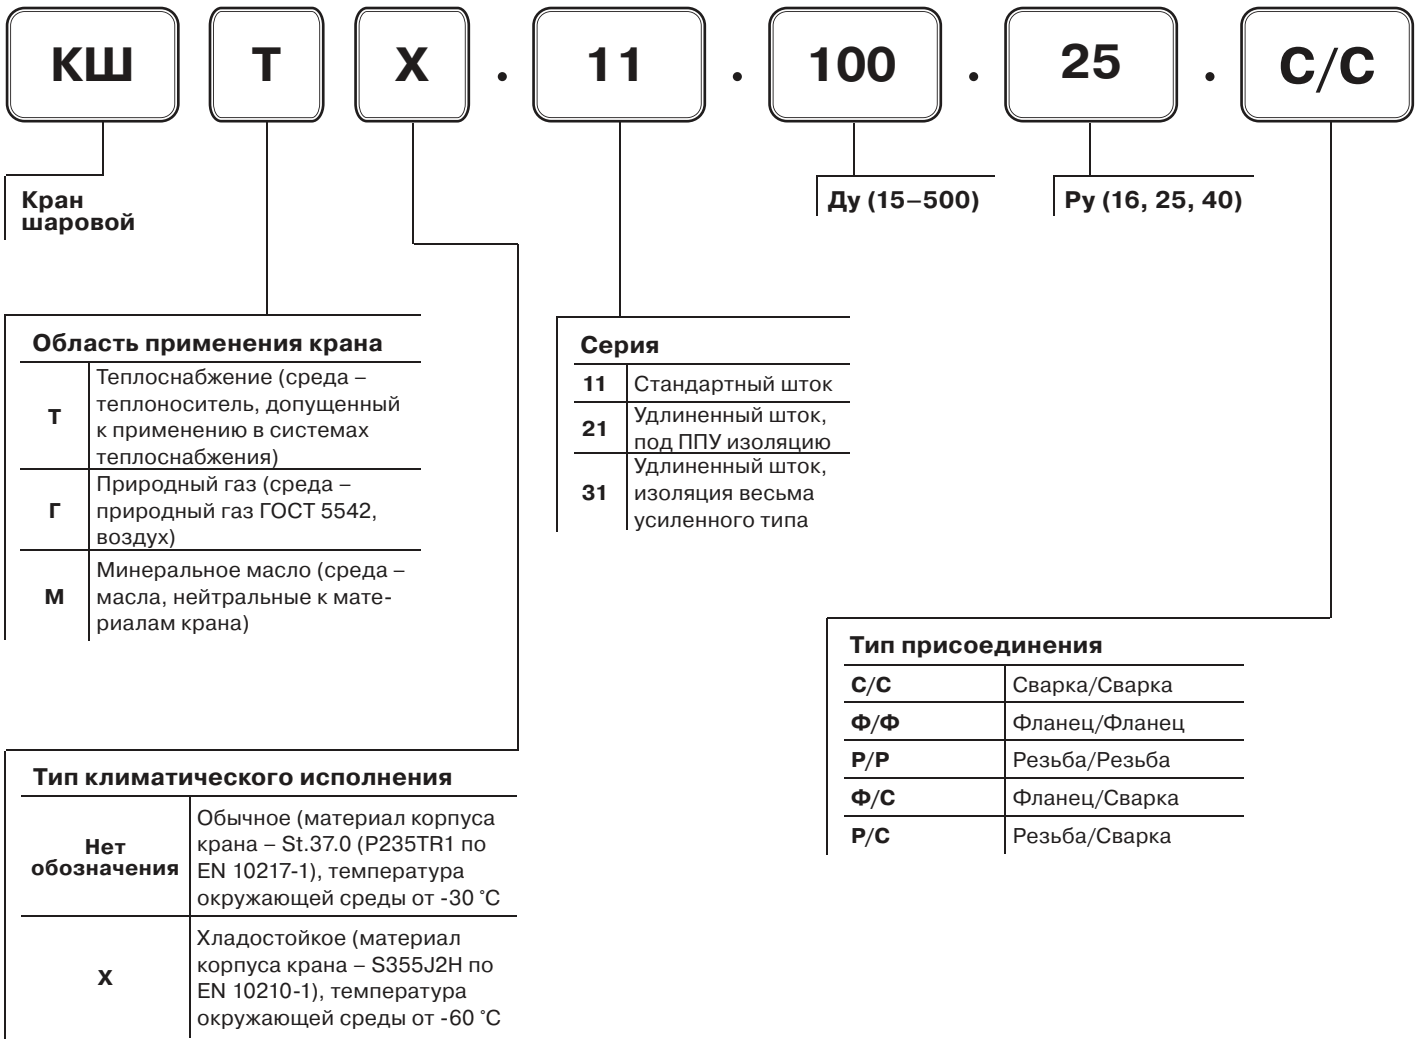 КШ Т Х . 11 . 100 . 25 . С/С
Кран
шаровой
Ду (15–500)
Ру (16, 25, 40)
Область применения крана
Т
Теплоснабжение (среда –
теплоноситель, допущенный
к применению в системах
теплоснабжения)
Г
Природный газ (среда –
природный газ ГОСТ 5542,
воздух)
М
Минеральное масло (среда –
масла, нейтральные к мате-
риалам крана)
Серия
11 Стандартный шток
21
Удлиненный шток,
под ППУ изоляцию
31
Удлиненный шток,
изоляция весьма
усиленного типа
Тип присоединения
С/С Сварка/Сварка
Ф/Ф Фланец/Фланец
Р/Р Резьба/Резьба
Ф/С Фланец/Сварка
Р/С Резьба/Сварка
Тип климатического исполнения
Нет
обозначения
Обычное (материал корпуса
крана – St.37.0 (P235TR1 по
EN 10217-1), температура
окружающей среды от -30 ˚С
Х
Хладостойкое (материал
корпуса крана – S355J2H по
EN 10210-1), температура
окружающей среды от -60 ˚С